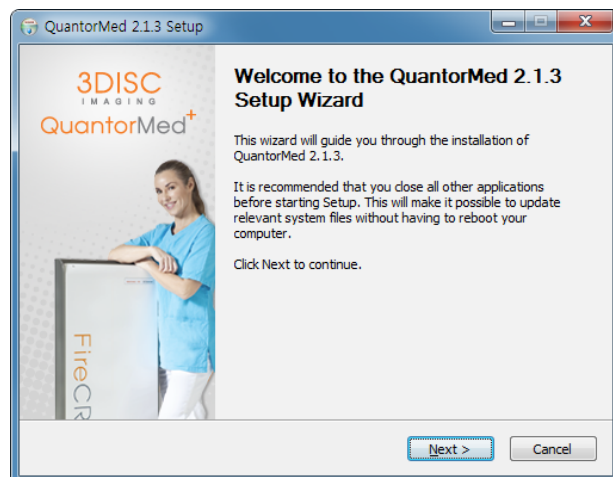 QuantorMed 2.1.3 Setup
3DISC
IMAGING
QuantorMed+
FireCR
Welcome to the QuantorMed 2.1.3
Setup Wizard
This wizard will guide you through the installation of
QuantorMed 2.1.3.
It is recommended that you close all other applications
before starting Setup. This will make it possible to update
relevant system files without having to reboot your
computer.
Click Next to continue.
Next >
Cancel